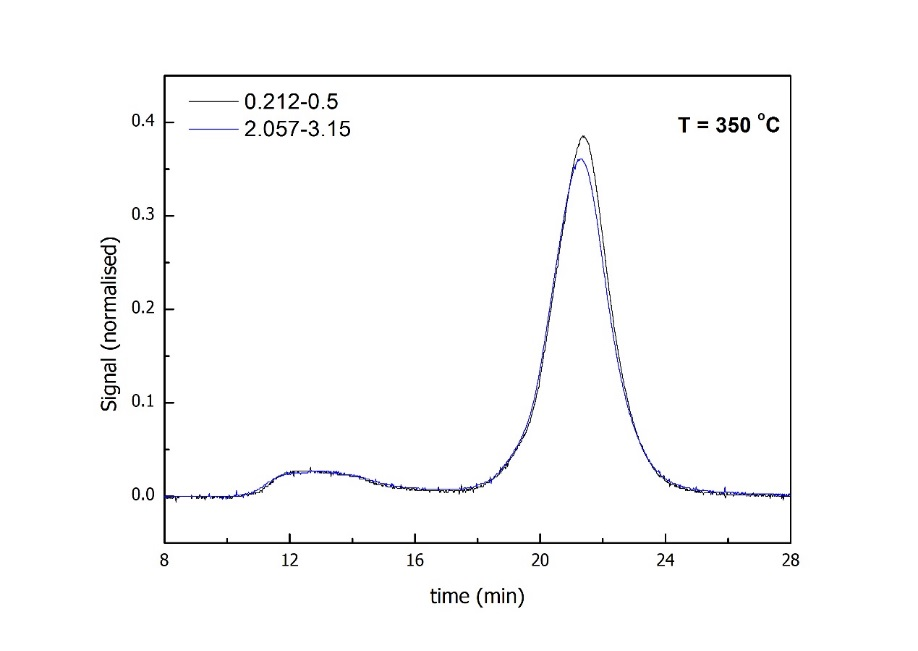 0.212-0.5
2.057-3.15
T = 350 °C
Signal (normalised)
0.4
0.3
0.2
0.1
0.0
8 12 16 20 24 28
time (min)